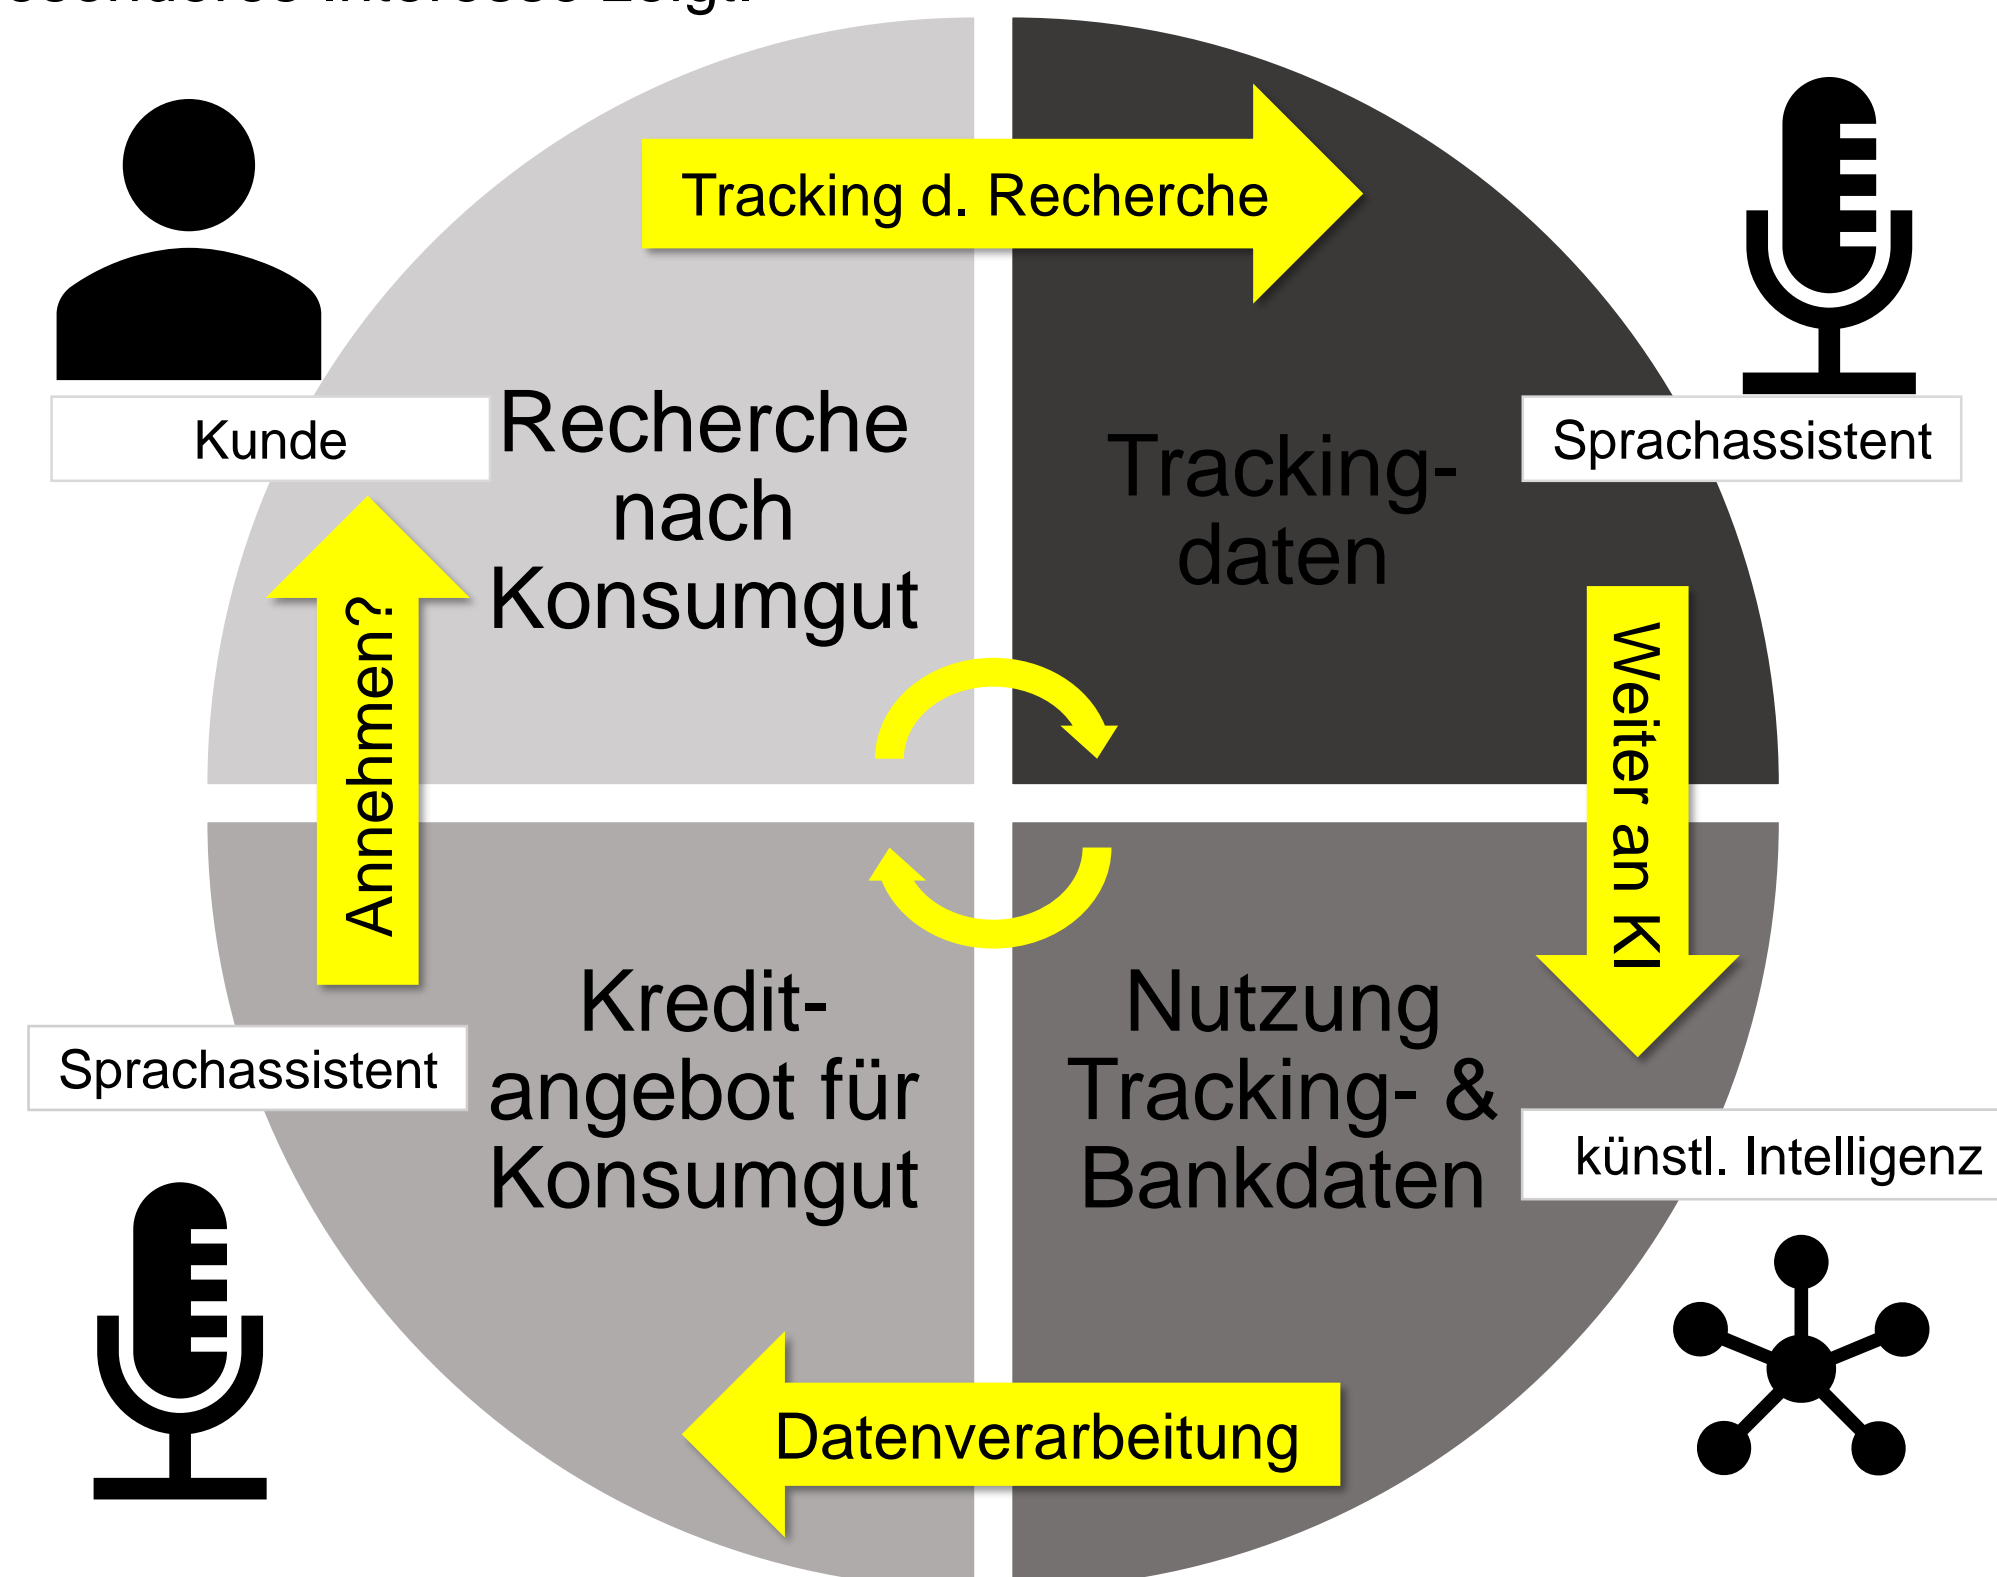 Tracking d. Recherche
Kunde
Recherche
nach
Konsumgut
Tracking-
daten
Sprachassistent
Annehmen?
Weiter an KI
Sprachassistent
Kredit-
angebot für
Konsumgut
Nutzung
Tracking- &
Bankdaten
künstl. Intelligenz
Datenverarbeitung